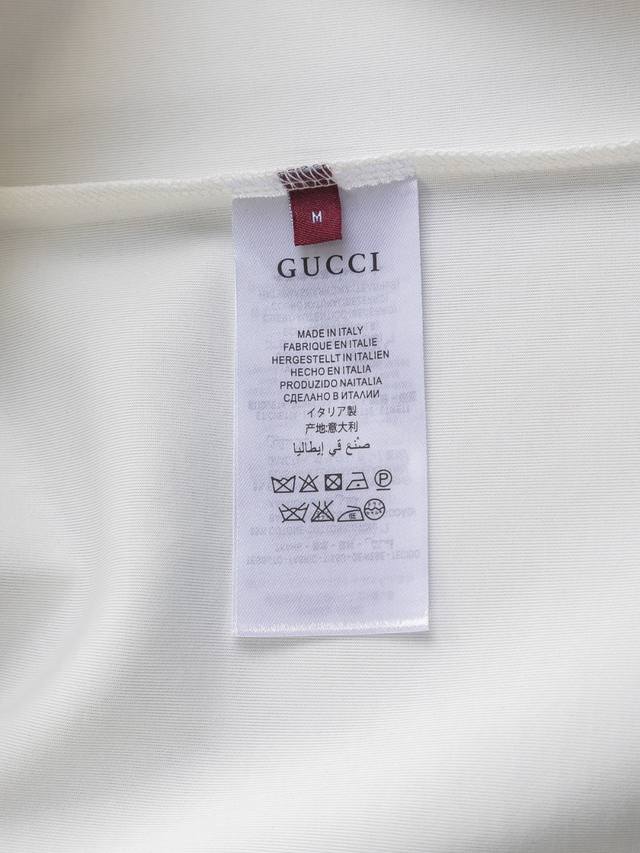 M
GUCCI
MADE IN ITALY
FABRIQUE EN ITALIE
HERGESTELLT IN ITALIEN
HECHO EN ITALIA
PRODUZIDO NAITALIA
СДЕЛАНО В ИТАЛИИ
イタリア製
产地:意大利
صنع في إيطاليا
P